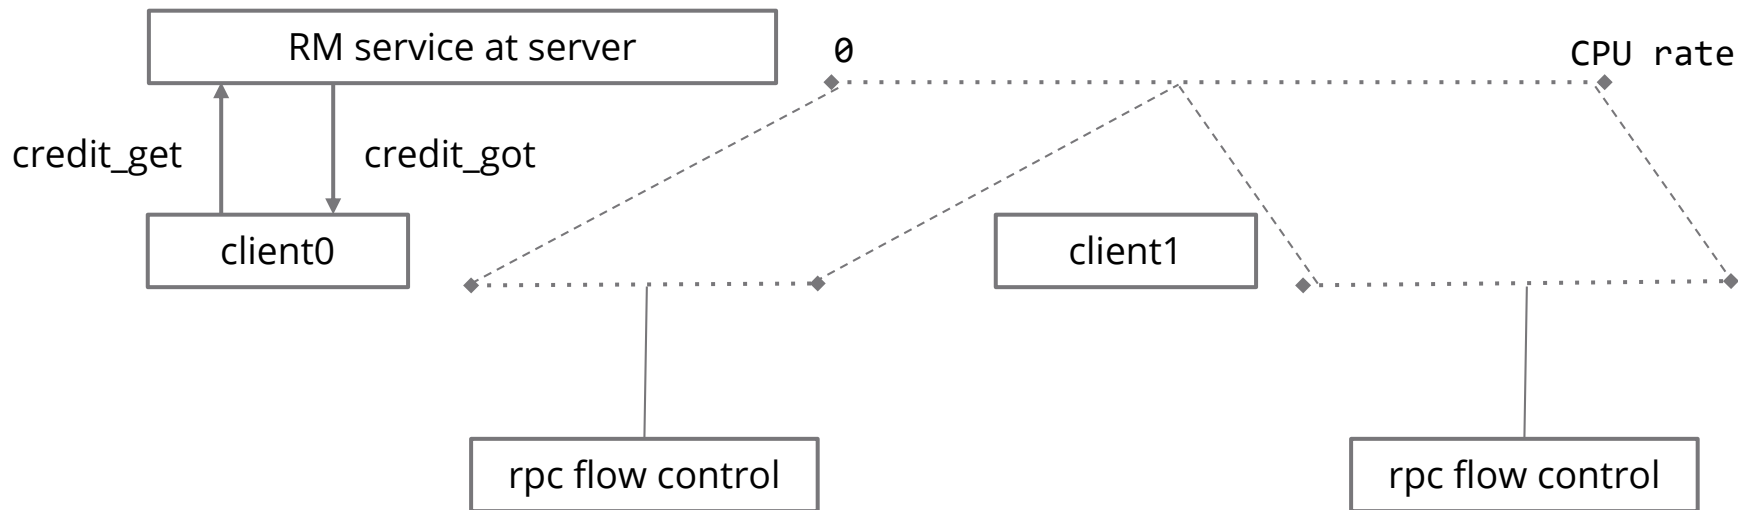 RM service at server
0
CPU rate
credit_get
credit_got
client0
client1
rpc flow control
rpc flow control